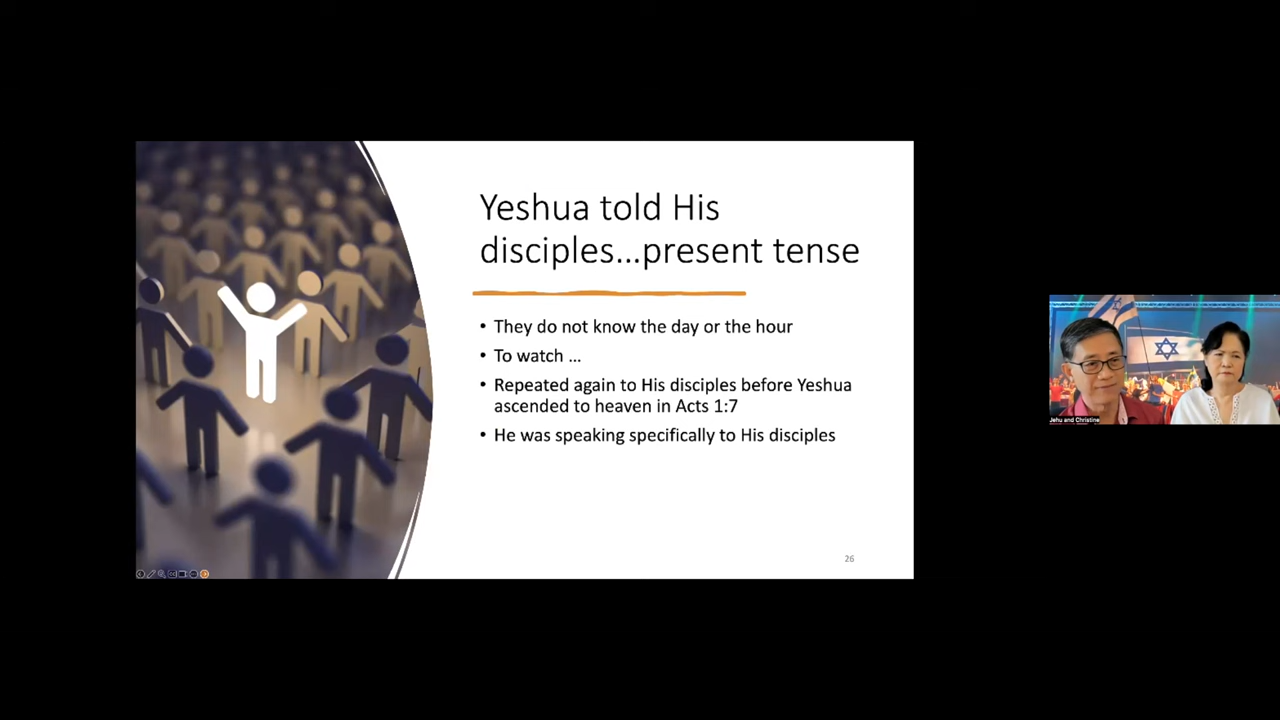 Yeshua told His
disciples...present tense
• They do not know the day or the hour
• To watch ...
• Repeated again to His disciples before Yeshua
ascended to heaven in Acts 1:7
• He was speaking specifically to His disciples
26
Jehu and Christine